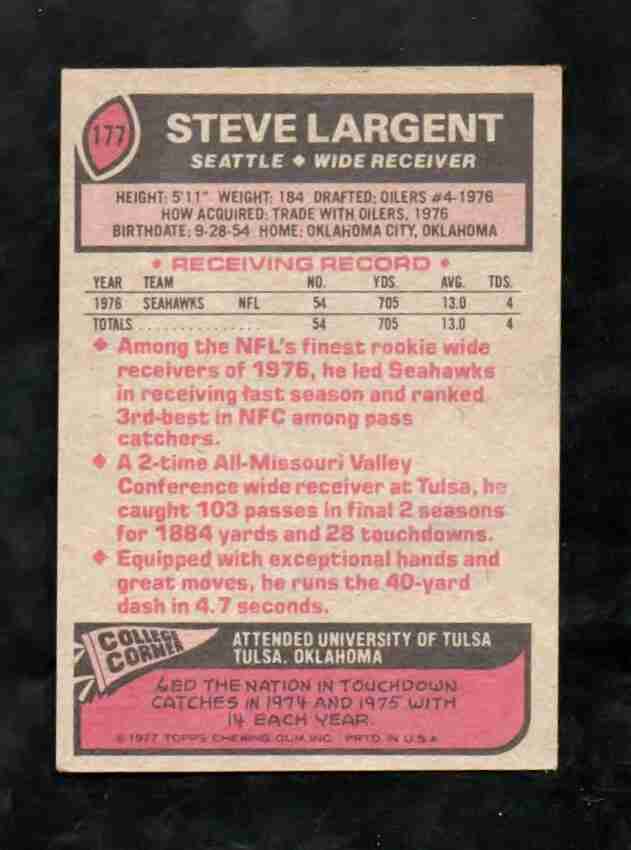 177
STEVE LARGENT
SEATTLE ◆ WIDE RECEIVER
HEIGHT: 5'11" WEIGHT: 184 DRAFTED: OILERS #4-1976
HOW ACQUIRED: TRADE WITH OILERS, 1976
BIRTHDATE: 9-28-54 HOME: OKLAHOMA CITY, OKLAHOMA
◆ RECEIVING RECORD ◆
YEAR TEAM NO. YDS. AVG. TDS.
1976 SEAHAWKS NFL 54 705 13.0 4
TOTALS . . . . . . . . . . . . . . 54 705 13.0 4
◆ Among the NFL's finest rookie wide
receivers of 1976, he led Seahawks
in receiving last season and ranked
3rd-best in NFC among pass
catchers.
◆ A 2-time All-Missouri Valley
Conference wide receiver at Tulsa, he
caught 103 passes in final 2 seasons
for 1884 yards and 28 touchdowns.
◆ Equipped with exceptional hands and
great moves, he runs the 40-yard
dash in 4.7 seconds.
COLLEGE
CORNER
ATTENDED UNIVERSITY OF TULSA
TULSA, OKLAHOMA
LED THE NATION IN TOUCHDOWN
CATCHES IN 1974 AND 1975 WITH
14 EACH YEAR.
© 1977 TOPPS CHEWING GUM, INC. PRTD. IN U.S.A.